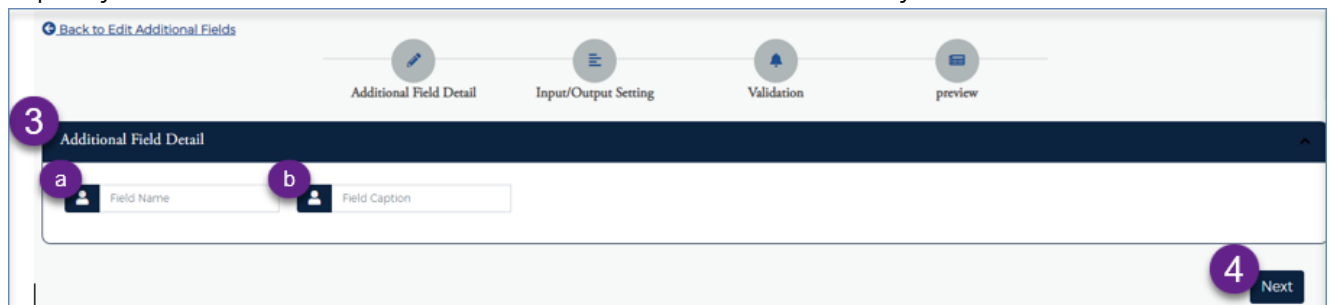 Back to Edit Additional Fields
Additional Field Detail
Input/Output Setting
Validation
preview
3
Additional Field Detail
a
Field Name
b
Field Caption
4
Next